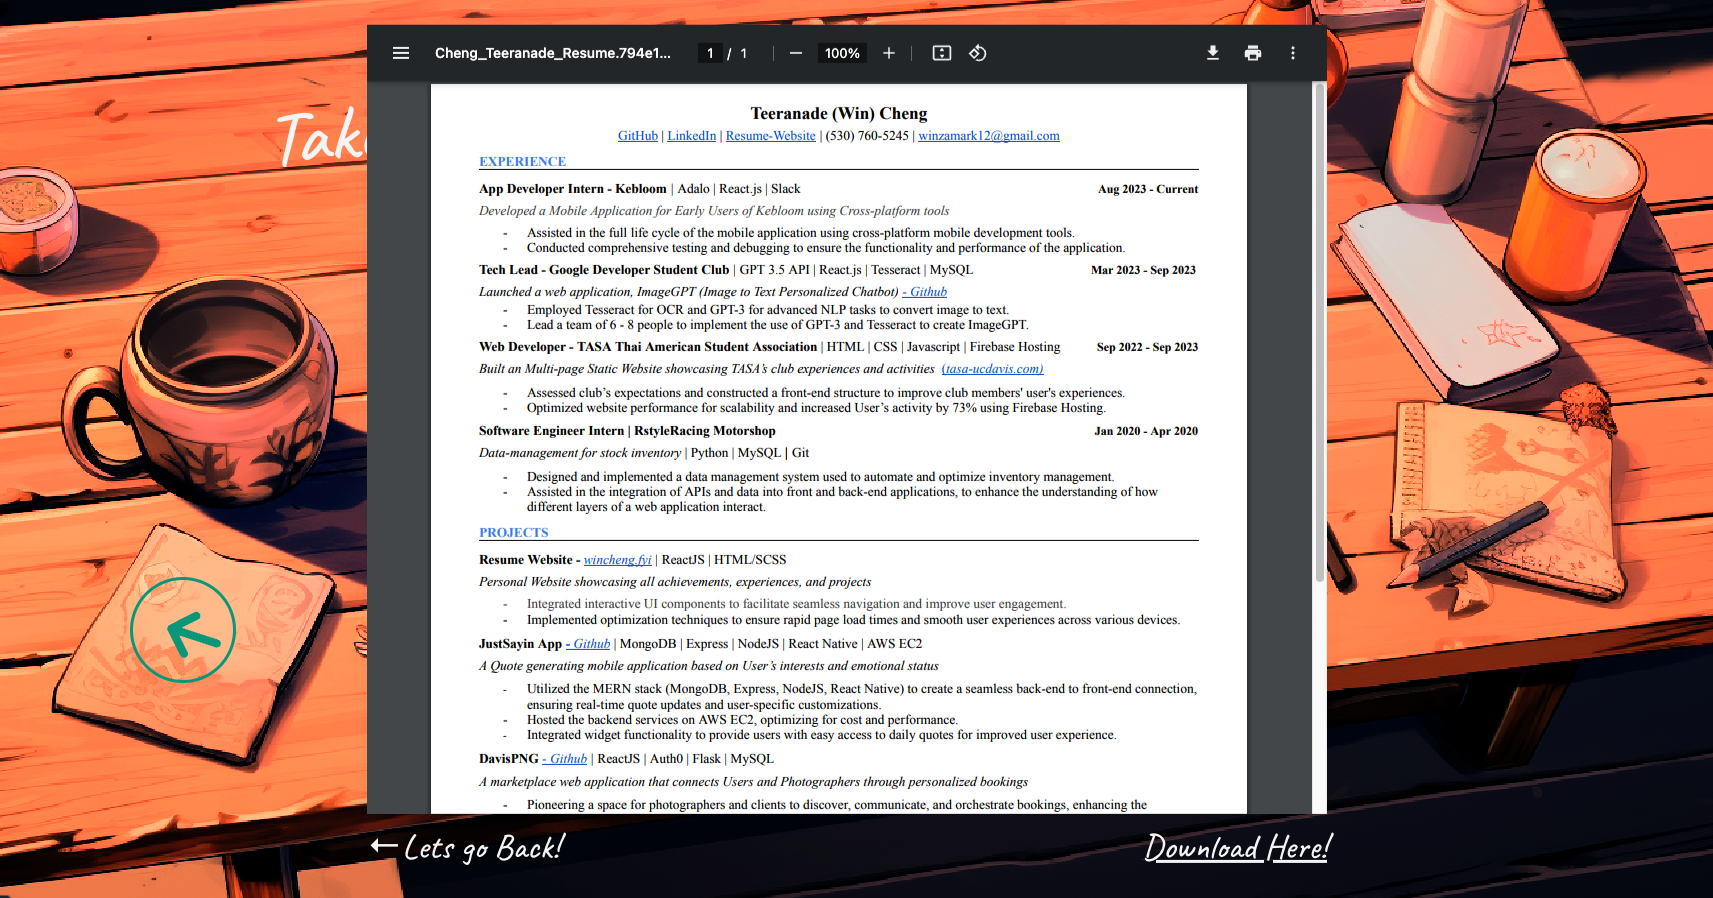 Cheng_Teeranade_Resume.794e1...
1 / 1
100%
Teeranade (Win) Cheng
GitHub | LinkedIn | Resume-Website | (530) 760-5245 | winzamark12@gmail.com
EXPERIENCE
App Developer Intern - Kebloom | Adalo | React.js | Slack Aug 2023 - Current
Developed a Mobile Application for Early Users of Kebloom using Cross-platform tools
- Assisted in the full life cycle of the mobile application using cross-platform mobile development tools.
- Conducted comprehensive testing and debugging to ensure the functionality and performance of the application.
Tech Lead - Google Developer Student Club | GPT 3.5 API | React.js | Tesseract | MySQL Mar 2023 - Sep 2023
Launched a web application, ImageGPT (Image to Text Personalized Chatbot) - Github
- Employed Tesseract for OCR and GPT-3 for advanced NLP tasks to convert image to text.
- Lead a team of 6 - 8 people to implement the use of GPT-3 and Tesseract to create ImageGPT.
Web Developer - TASA Thai American Student Association | HTML | CSS | Javascript | Firebase Hosting Sep 2022 - Sep 2023
Built an Multi-page Static Website showcasing TASA's club experiences and activities (tasa-ucdavis.com)
- Assessed club's expectations and constructed a front-end structure to improve club members' user's experiences.
- Optimized website performance for scalability and increased User's activity by 73% using Firebase Hosting.
Software Engineer Intern | RstyleRacing Motorshop Jan 2020 - Apr 2020
Data-management for stock inventory | Python | MySQL | Git
- Designed and implemented a data management system used to automate and optimize inventory management.
- Assisted in the integration of APIs and data into front and back-end applications, to enhance the understanding of how
different layers of a web application interact.
PROJECTS
Resume Website - wincheng.fyi | ReactJS | HTML/SCSS
Personal Website showcasing all achievements, experiences, and projects
- Integrated interactive UI components to facilitate seamless navigation and improve user engagement.
- Implemented optimization techniques to ensure rapid page load times and smooth user experiences across various devices.
JustSayin App - Github | MongoDB | Express | NodeJS | React Native | AWS EC2
A Quote generating mobile application based on User's interests and emotional status
- Utilized the MERN stack (MongoDB, Express, NodeJS, React Native) to create a seamless back-end to front-end connection,
ensuring real-time quote updates and user-specific customizations.
- Hosted the backend services on AWS EC2, optimizing for cost and performance.
- Integrated widget functionality to provide users with easy access to daily quotes for improved user experience.
DavisPNG - Github | ReactJS | Auth0 | Flask | MySQL
A marketplace web application that connects Users and Photographers through personalized bookings
- Pioneering a space for photographers and clients to discover, communicate, and orchestrate bookings, enhancing the
Lets go Back!
Download Here!